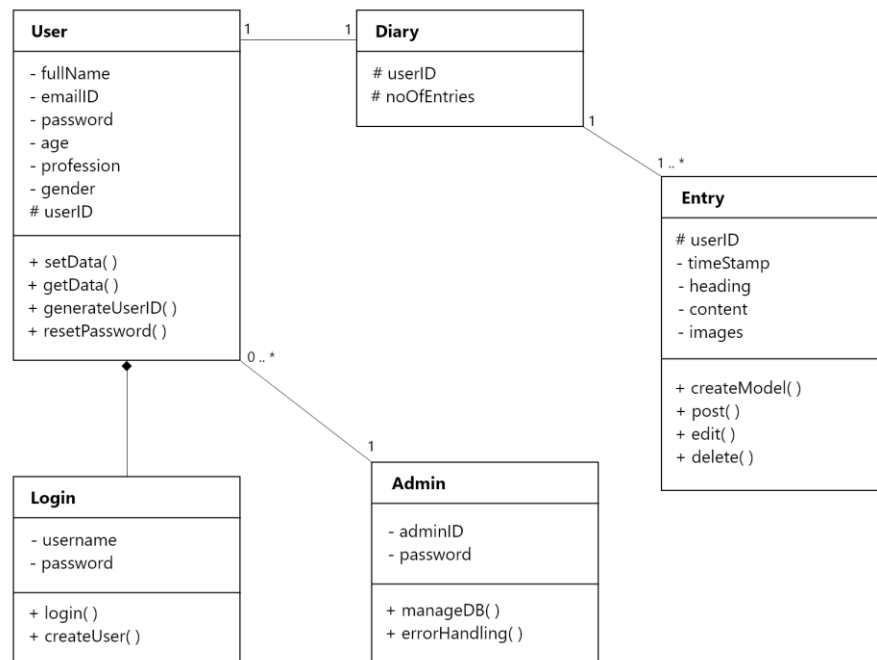 User
- fullName
- emailID
- password
- age
- profession
- gender
# userID
+ setData( )
+ getData( )
+ generateUserID( )
+ resetPassword( )
1
1
Diary
# userID
# noOfEntries
1
1 .. *
Entry
# userID
- timeStamp
- heading
- content
- images
+ createModel( )
+ post( )
+ edit( )
+ delete( )
0 .. *
1
Login
- username
- password
+ login( )
+ createUser( )
Admin
- adminID
- password
+ manageDB( )
+ errorHandling( )